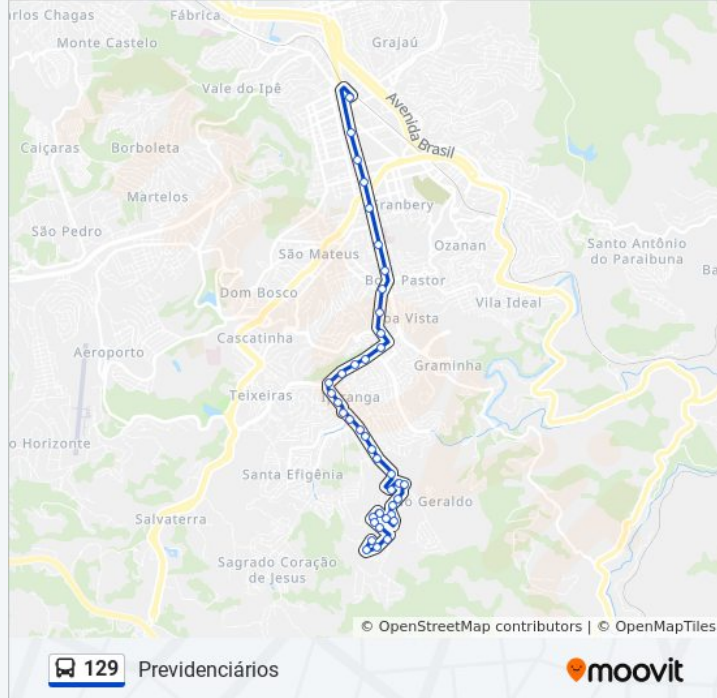 arlos Chagas
Fábrica
Monte Castelo
Grajaú
Vale do Ipê
Avenida Brasil
Caiçaras
Borboleta
Martelos
Granbery
São Pedro
Ozanan
Santo Antônio
do Paraibuna
São Mateus
Ba
Dom Bosco
Bom Pastor
Vila Ideal
Boa Vista
Cascatinha
Aeroporto
Graminha
Teixeiras
Ipiranga
o Horizonte
Santa Efigênia
São Geraldo
Salvaterra
Sagrado Coração
de Jesus
© OpenStreetMap contributors | © OpenMapTiles
129 Previdenciários
moovit